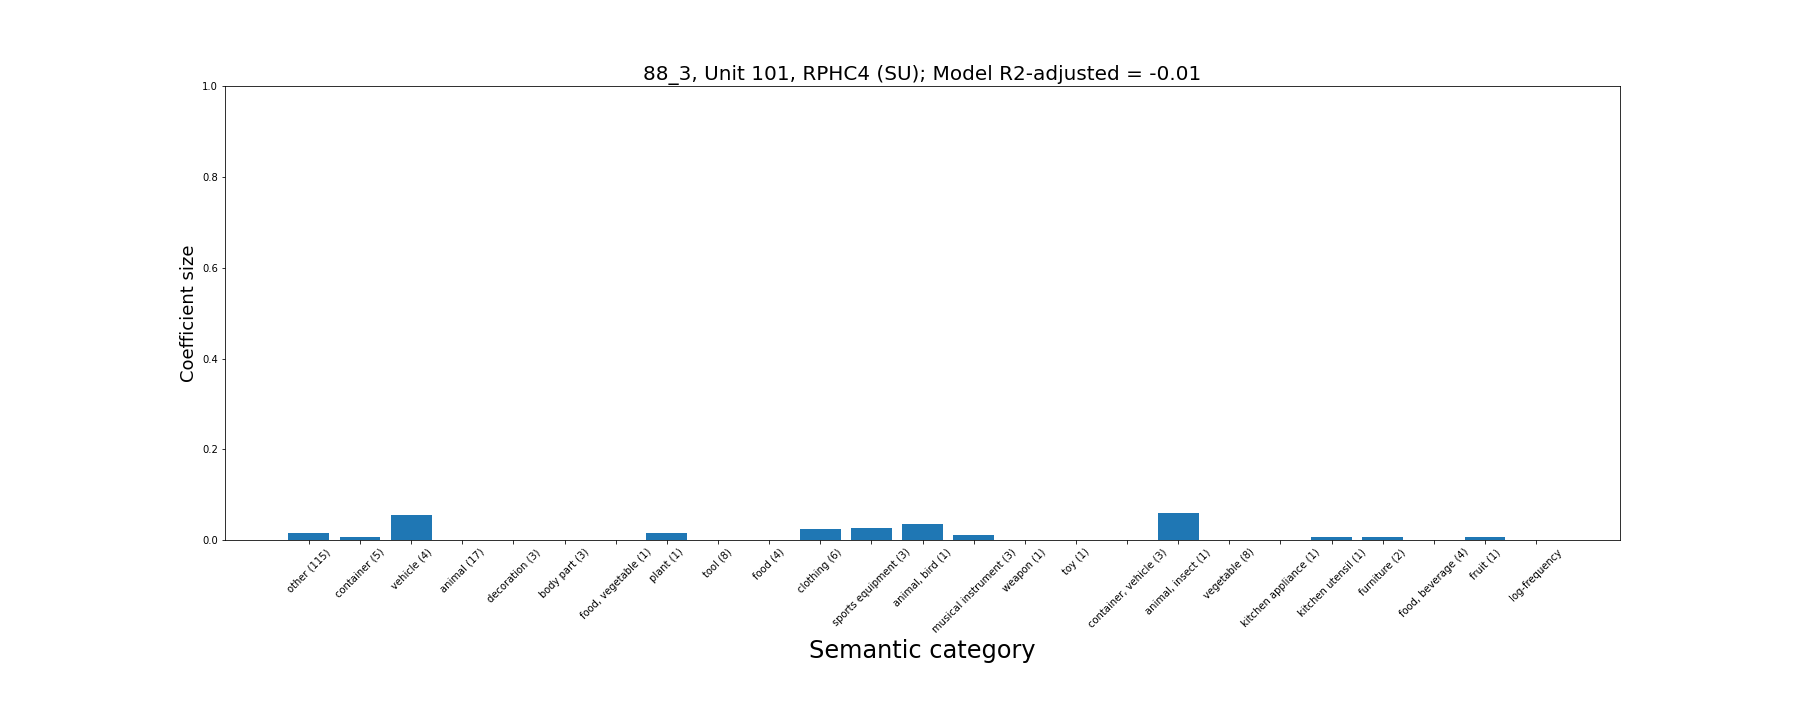 88_3, Unit 101, RPHC4 (SU); Model R2-adjusted = -0.01
1.0
0.8
0.6
0.4
0.2
0.0
Coefficient size
other (115)
container (5)
vehicle (4)
animal (17)
decoration (3)
body part (3)
food, vegetable (1)
plant (1)
tool (8)
food (4)
clothing (6)
sports equipment (3)
animal, bird (1)
musical instrument (3)
weapon (1)
toy (1)
container, vehicle (3)
animal, insect (1)
vegetable (8)
kitchen appliance (1)
kitchen utensil (1)
furniture (2)
food, beverage (4)
fruit (1)
log-frequency
Semantic category